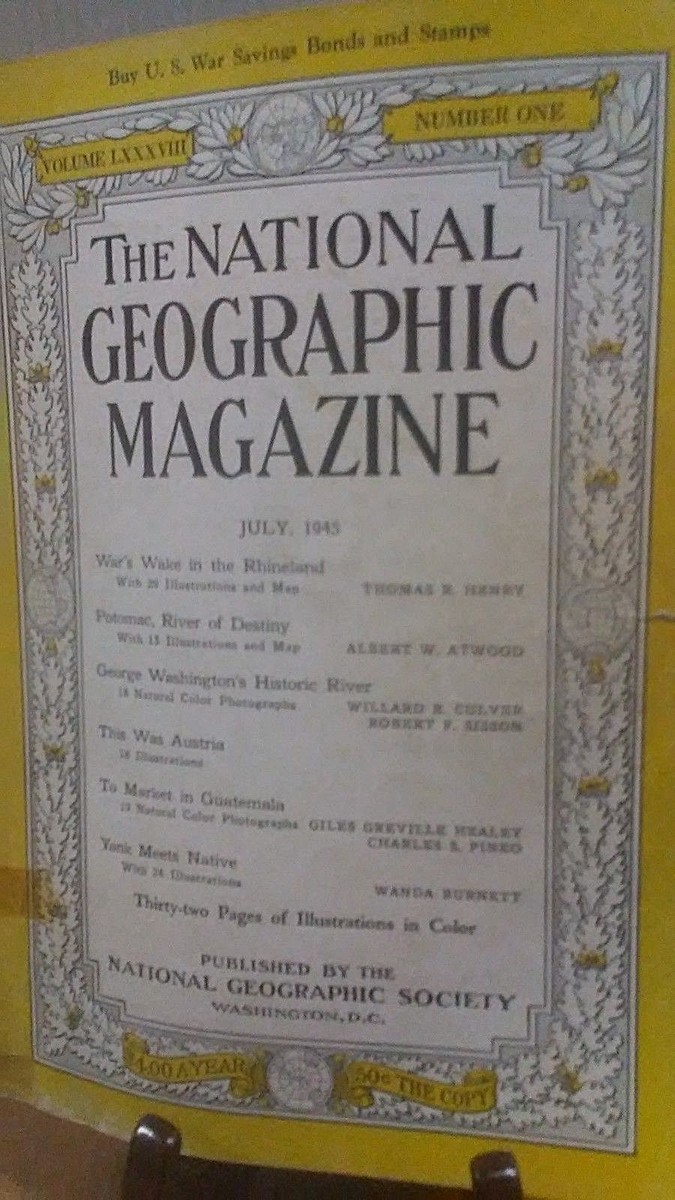 Buy U. S. War Savings Bonds and Stamps
VOLUME LXXXVIII
NUMBER ONE
THE NATIONAL
GEOGRAPHIC
MAGAZINE
JULY, 1945
War's Wake in the Rhineland
With 29 Illustrations and Map THOMAS R. HENRY
Potomac, River of Destiny
With 15 Illustrations and Map ALBERT W. ATWOOD
George Washington's Historic River
18 Natural Color Photographs WILLARD R. CULVER
ROBERT F. SISSON
This Was Austria
18 Illustrations
To Market in Guatemala
Natural Color Photographs GILES GREVILLE HEALEY
CHARLES S. PINEO
Yank Meets Native
With 24 Illustrations WANDA BURNETT
Thirty-two Pages of Illustrations in Color
PUBLISHED BY THE
NATIONAL GEOGRAPHIC SOCIETY
WASHINGTON, D.C.
4.00 A YEAR
50¢ THE COPY